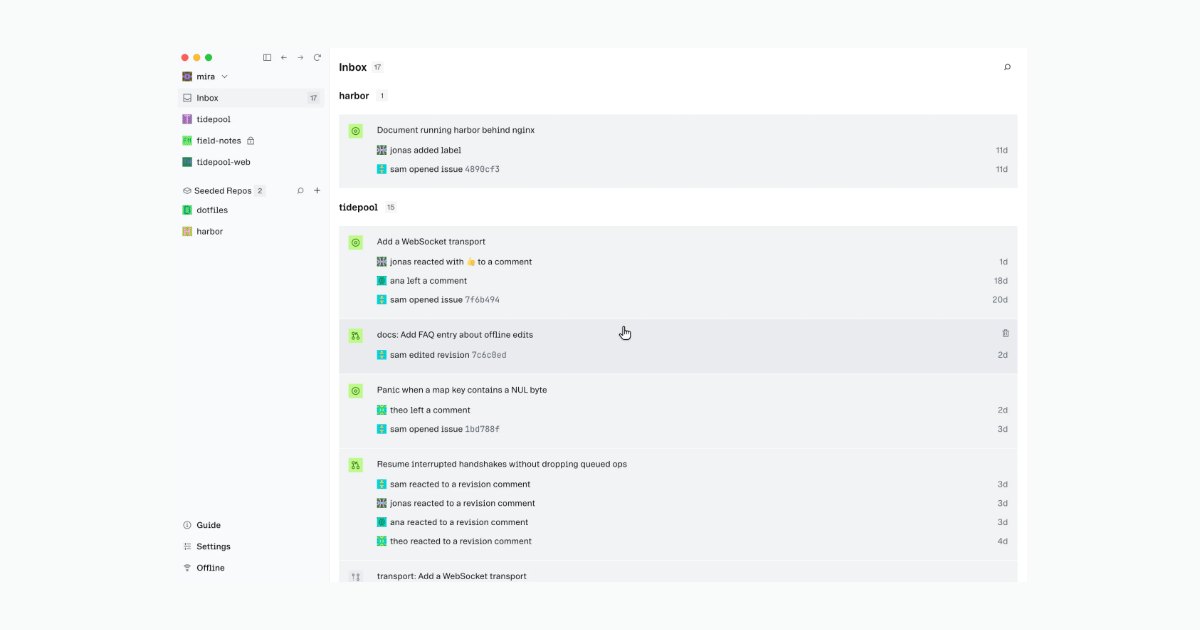 mira
Inbox 17
tidepool
FN field-notes
tidepool-web
Seeded Repos 2
dotfiles
harbor
Guide
Settings
Offline
Inbox 17
harbor 1
Document running harbor behind nginx
jonas added label 11d
sam opened issue 4890cf3 11d
tidepool 15
Add a WebSocket transport
jonas reacted with 👍 to a comment 1d
ana left a comment 18d
sam opened issue 7f6b494 20d
docs: Add FAQ entry about offline edits
sam edited revision 7c6c8ed 2d
Panic when a map key contains a NUL byte
theo left a comment 2d
sam opened issue 1bd788f 3d
Resume interrupted handshakes without dropping queued ops
sam reacted to a revision comment 3d
jonas reacted to a revision comment 3d
ana reacted to a revision comment 3d
theo reacted to a revision comment 4d
transport: Add a WebSocket transport